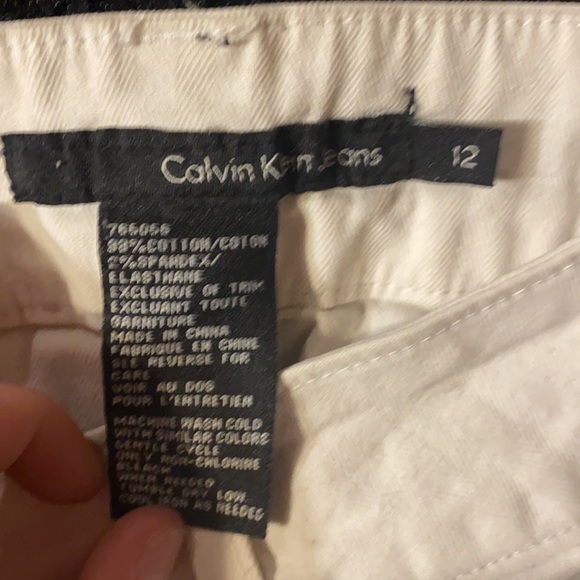 Calvin Klein Jeans 12
765056
98%COTTON/COTON
2%SPANDEX/
ELASTHANE
EXCLUSIVE OF TRIM
EXCLUANT TOUTE
GARNITURE
MADE IN CHINA
FABRIQUE EN CHINE
SEE REVERSE FOR
CARE
VOIR AU DOS
POUR L'ENTRETIEN
MACHINE WASH COLD
WITH SIMILAR COLORS
GENTLE CYCLE
ONLY NON-CHLORINE
BLEACH
WHEN NEEDED
TUMBLE DRY LOW
COOL IRON AS NEEDED